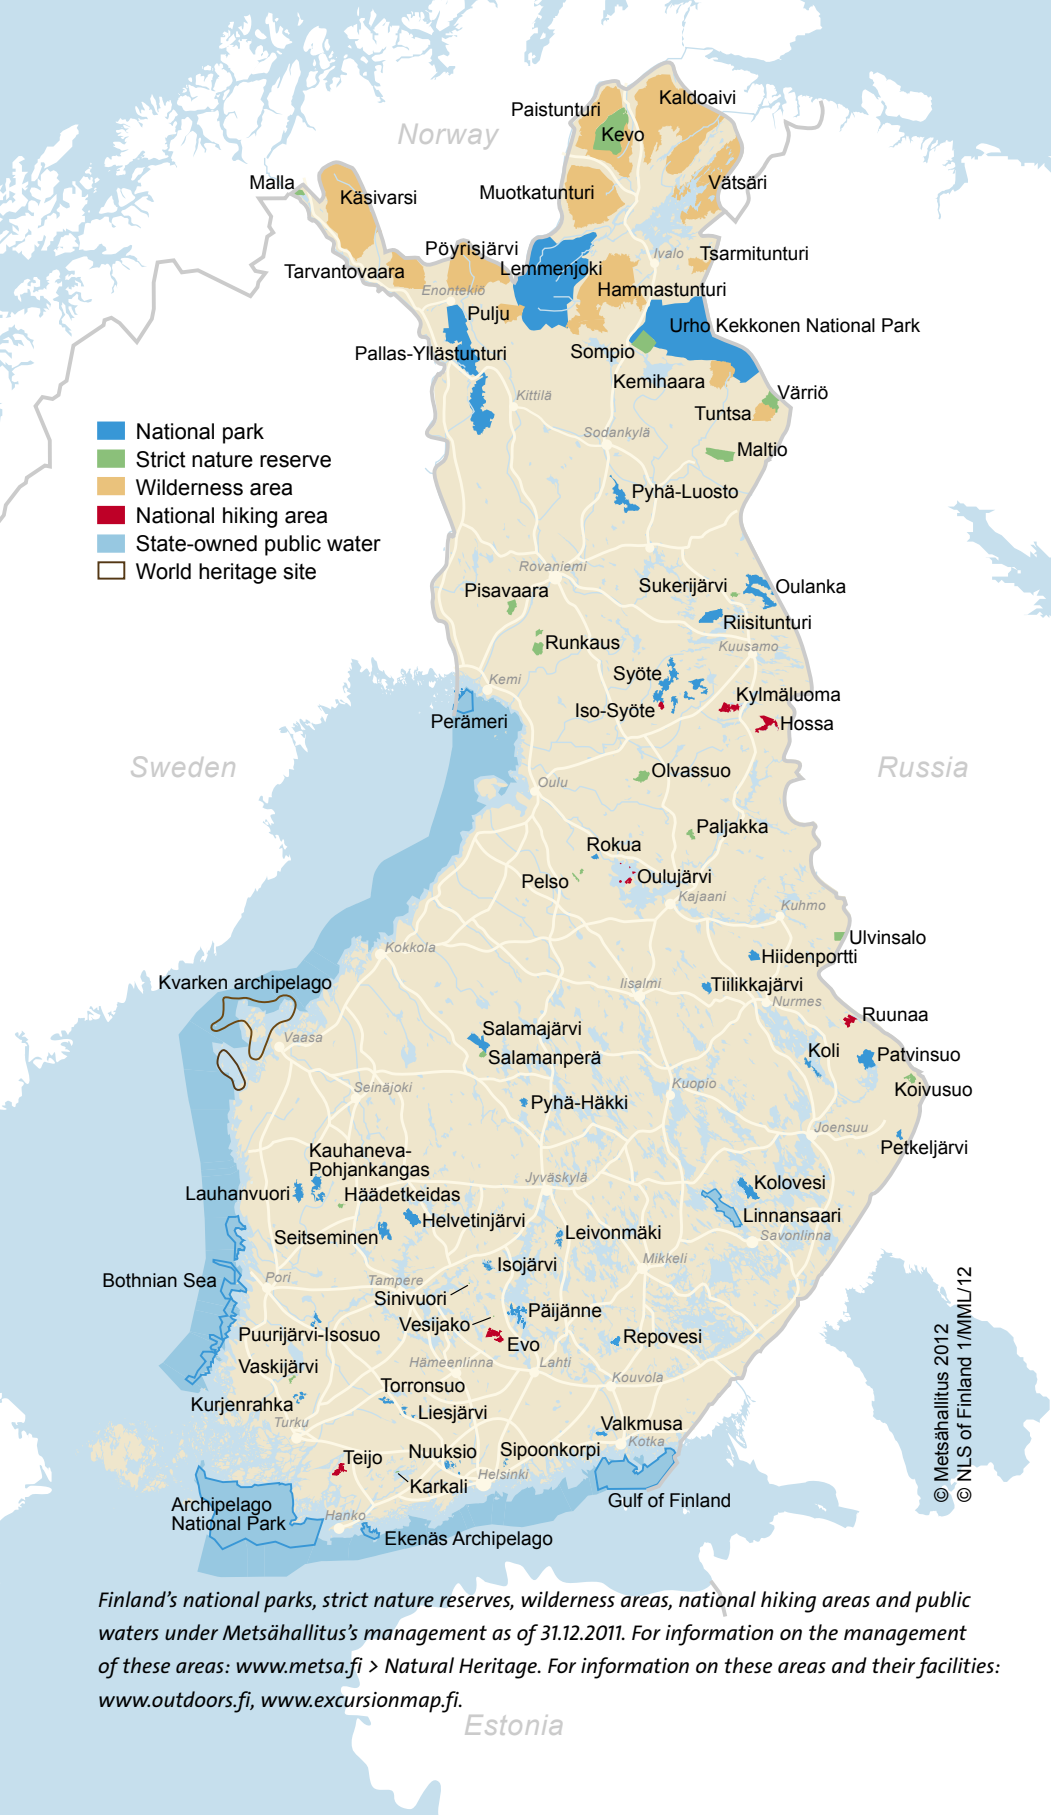 Kaldoaivi
Paistunturi
Norway
Kevo
Malla
Käsivarsi
Muotkatunturi
Vätsäri
Pöyrisjärvi
Ivalo
Tsarmitunturi
Tarvantovaara
Lemmenjoki
Enontekiö
Hammastunturi
Pulju
Urho Kekkonen National Park
Pallas-Yllästunturi
Sompio
Kemihaara
Kittilä
Värriö
Tuntsa
National park
Sodankylä
Strict nature reserve
Maltio
Wilderness area
Pyhä-Luosto
National hiking area
State-owned public water
World heritage site
Rovaniemi
Pisavaara
Sukerijärvi
Oulanka
Riisitunturi
Runkaus
Kuusamo
Syöte
Kemi
Kylmäluoma
Iso-Syöte
Perämeri
Hossa
Sweden
Russia
Olvassuo
Oulu
Paljakka
Rokua
Pelso
Oulujärvi
Kajaani
Kuhmo
Ulvinsalo
Kokkola
Hiidenportti
Kvarken archipelago
Iisalmi
Tiilikkajärvi
Nurmes
Ruunaa
Salamajärvi
Vaasa
Koli
Patvinsuo
Salamanperä
Seinäjoki
Kuopio
Koivusuo
Pyhä-Häkki
Joensuu
Petkeljärvi
Kauhaneva-
Pohjankangas
Jyväskylä
Kolovesi
Lauhanvuori
Häädetkeidas
Linnansaari
Helvetinjärvi
Seitseminen
Leivonmäki
Savonlinna
Isojärvi
Mikkeli
Bothnian Sea
Pori
Tampere
Sinivuori
Päijänne
Vesijako
Puurijärvi-Isosuo
Evo
Repovesi
Vaskijärvi
Hämeenlinna
Lahti
Kouvola
Torronsuo
Kurjenrahka
Liesjärvi
Turku
Valkmusa
Kotka
Teijo
Nuuksio
Sipoonkorpi
Helsinki
Karkali
Archipelago
National Park
Hanko
Gulf of Finland
Ekenäs Archipelago
© Metsähallitus 2012
© NLS of Finland 1/MML/12
Finland's national parks, strict nature reserves, wilderness areas, national hiking areas and public
waters under Metsähallitus's management as of 31.12.2011. For information on the management
of these areas: www.metsa.fi > Natural Heritage. For information on these areas and their facilities:
www.outdoors.fi, www.excursionmap.fi.
Estonia